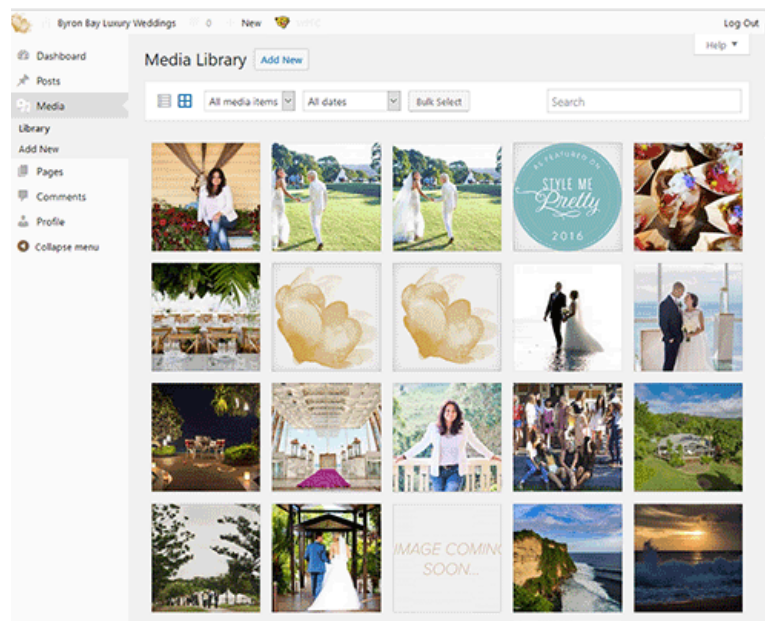 Byron Bay Luxury Weddings 0 New WPFC Log Out
Help
Dashboard
Posts
Media
Library
Add New
Pages
Comments
Profile
Collapse menu
Media Library Add New
All media items All dates Bulk Select Search
AS FEATURED ON
STYLE ME
Pretty
2016
IMAGE COMING
SOON...